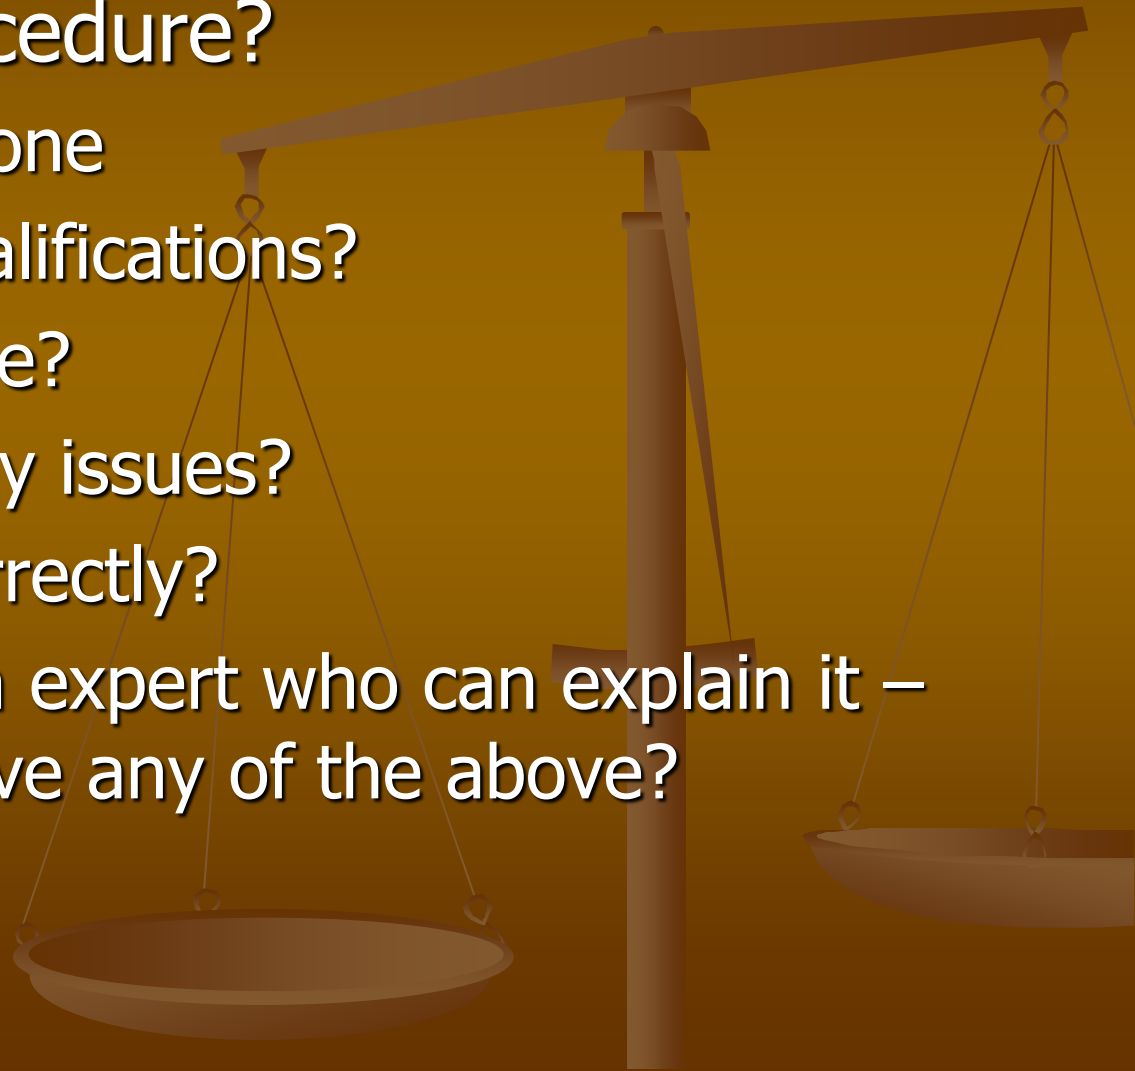 cedure?
one
alifications?
e?
y issues?
rrectly?
expert who can explain it –
ve any of the above?